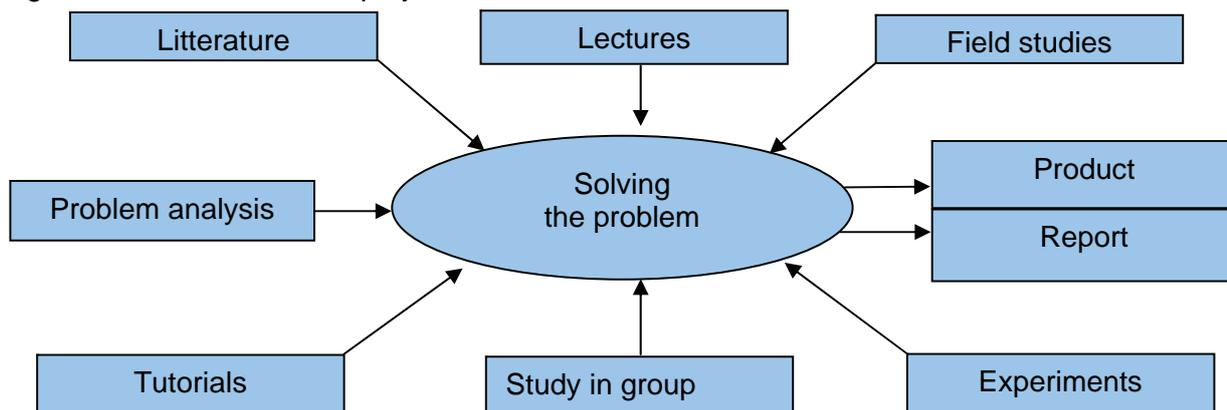 Litterature
Lectures
Field studies
Product
Problem analysis
Solving
the problem
Report
Tutorials
Study in group
Experiments